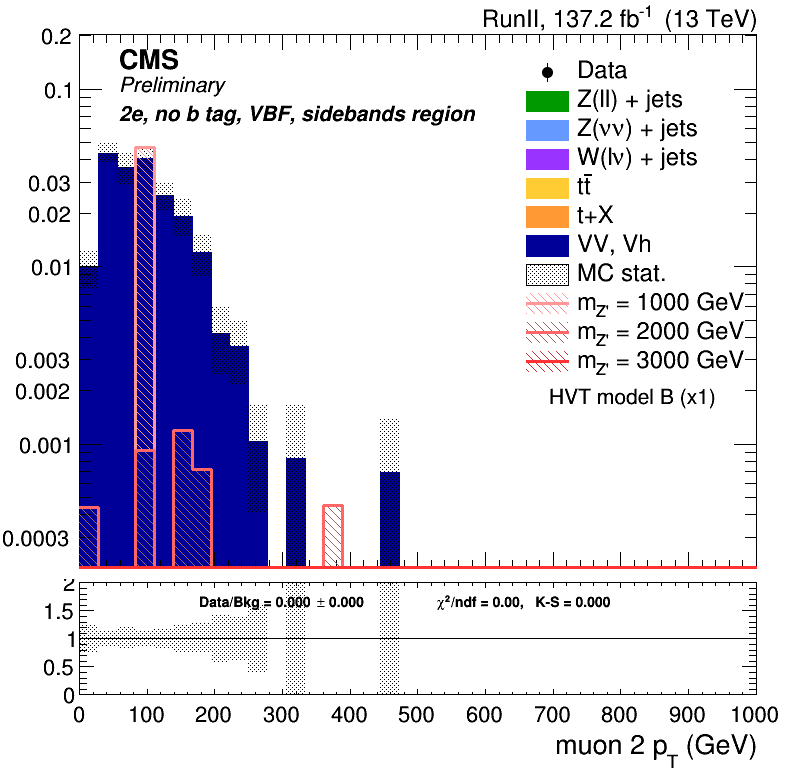 RunII, 137.2 fb⁻¹ (13 TeV)
0.2
CMS
Preliminary
2e, no b tag, VBF, sidebands region
0.1
0.03
0.02
0.01
0.003
0.002
0.001
0.0003
Data
Z(ll) + jets
Z(νν) + jets
W(lν) + jets
tt̄
t+X
VV, Vh
MC stat.
m_Z' = 1000 GeV
m_Z' = 2000 GeV
m_Z' = 3000 GeV
HVT model B (x1)
2
1.5
1
0.5
0
Data/Bkg = 0.000 ± 0.000
χ²/ndf = 0.00, K-S = 0.000
0 100 200 300 400 500 600 700 800 900 1000
muon 2 p_T (GeV)